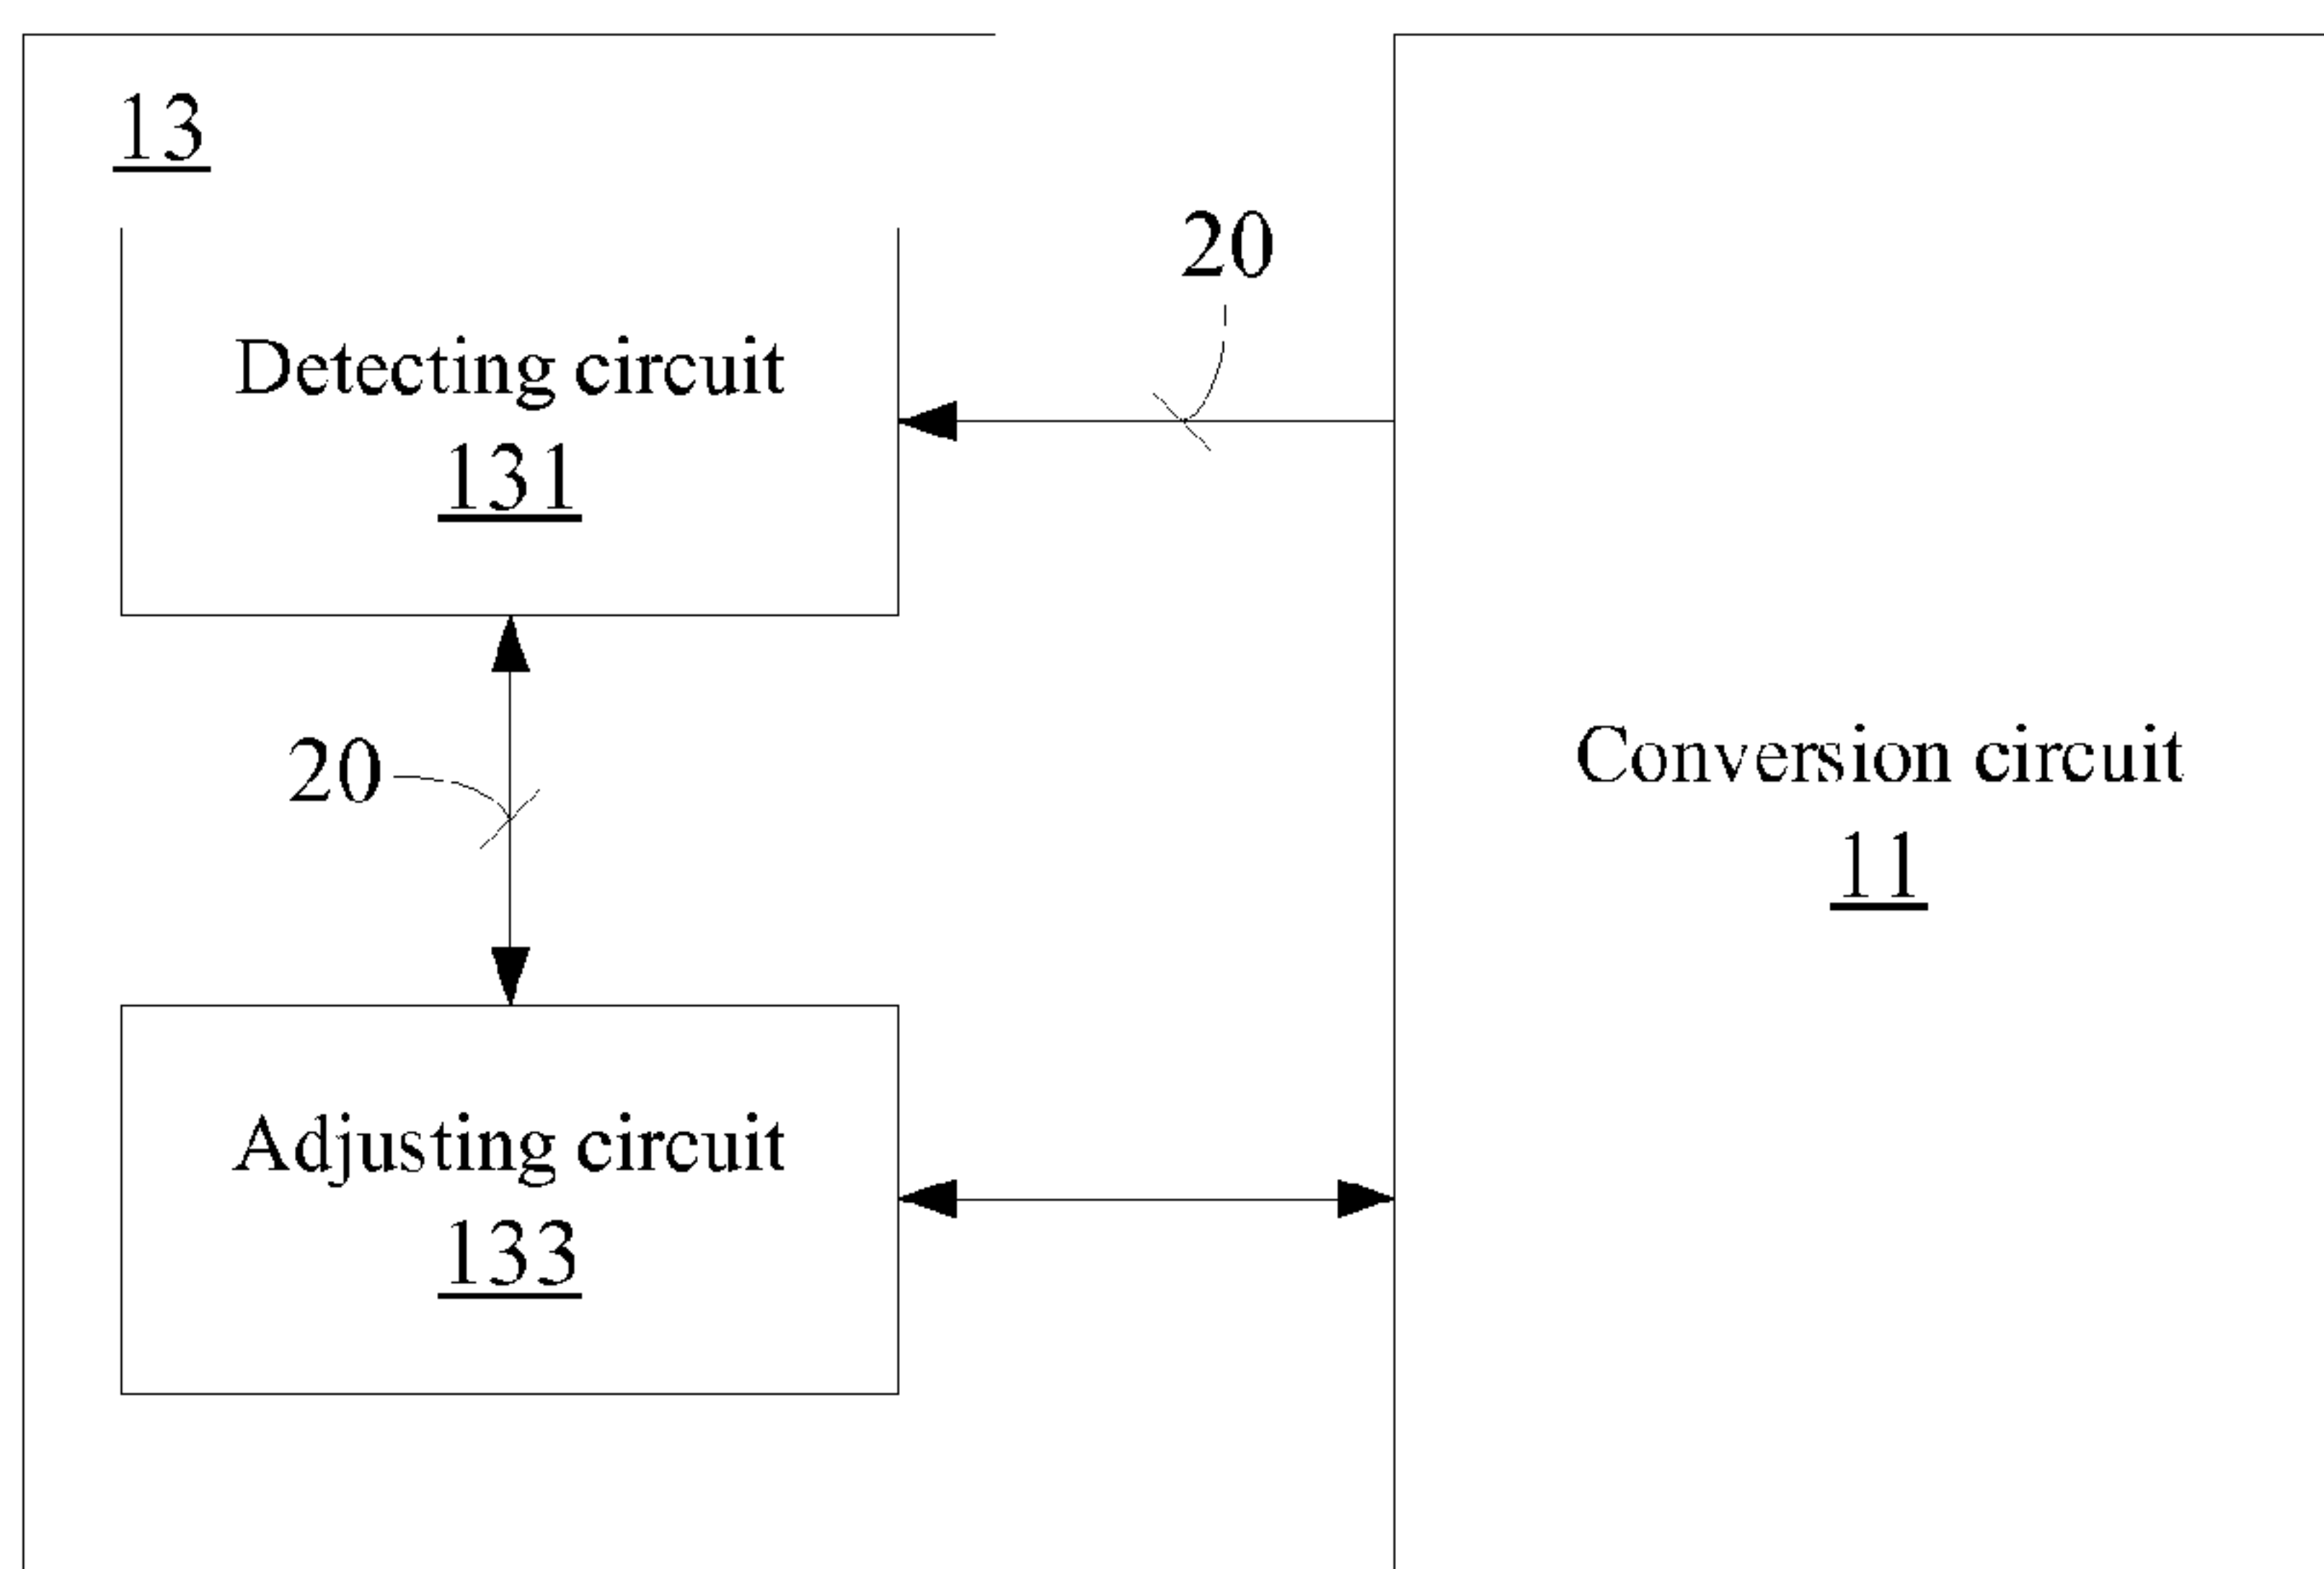 13
20
Detecting circuit
131
20
Conversion circuit
11
Adjusting circuit
133